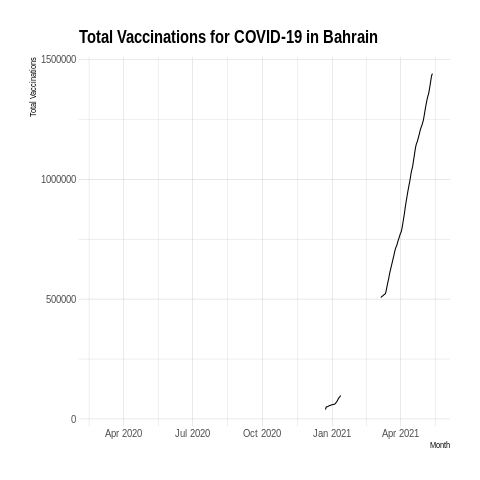 Total Vaccinations for COVID-19 in Bahrain
Total Vaccinations
1500000
1000000
500000
0
Apr 2020 Jul 2020 Oct 2020 Jan 2021 Apr 2021
Month